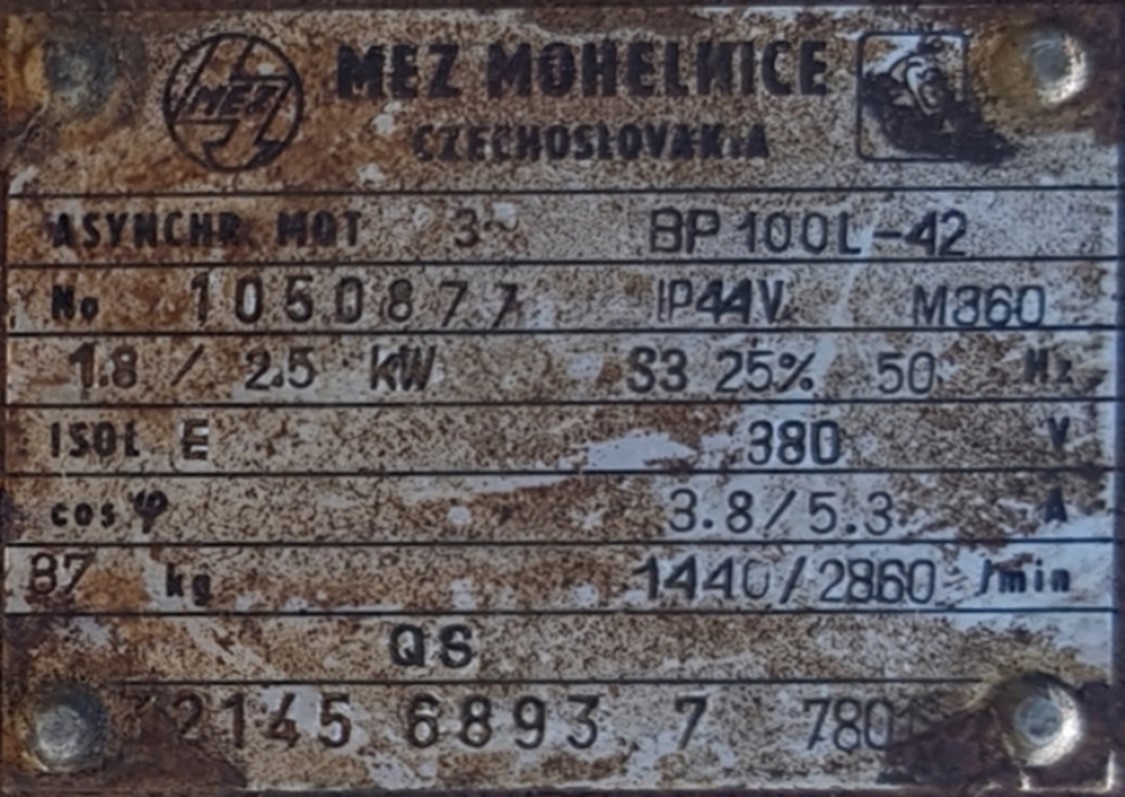 MEZ
MEZ MOHELNICE
CZECHOSLOVAKIA
ASYNCHR. MOT 3~ BP 100L-42
No 1050877 IP44V M360
1.8 / 2.5 kW S3 25% 50 Hz
ISOL E 380 V
cos φ 3.8/5.3 A
87 kg 1440/2860 /min
QS
6893 7